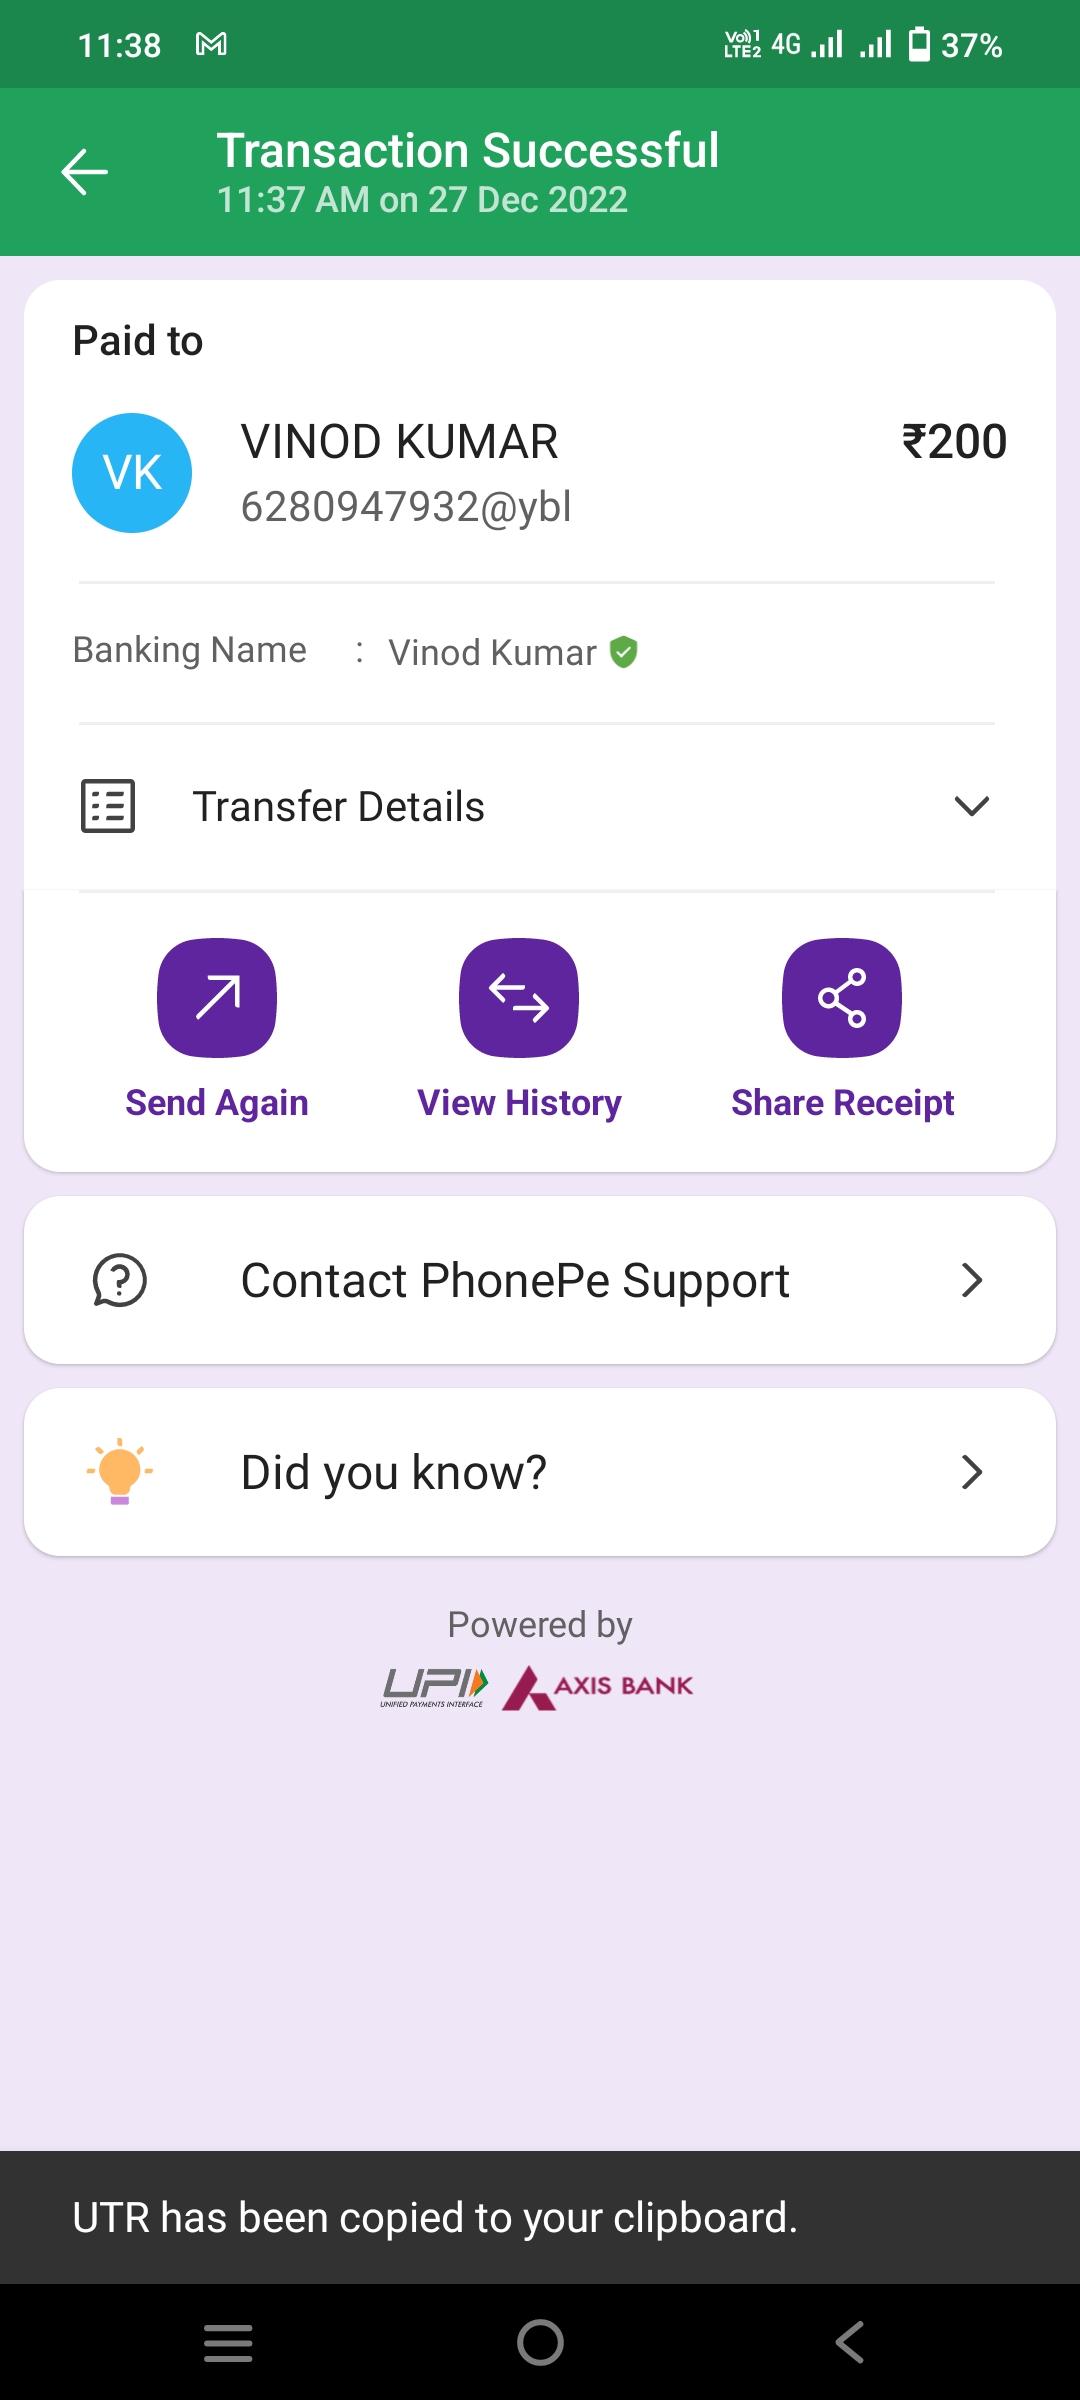 11:38
Vo)) 1
LTE2 4G 37%
Transaction Successful
11:37 AM on 27 Dec 2022
Paid to
VK
VINOD KUMAR ₹200
6280947932@ybl
Banking Name : Vinod Kumar
Transfer Details
Send Again View History Share Receipt
Contact PhonePe Support
Did you know?
Powered by
UPI AXIS BANK
UNIFIED PAYMENTS INTERFACE
UTR has been copied to your clipboard.